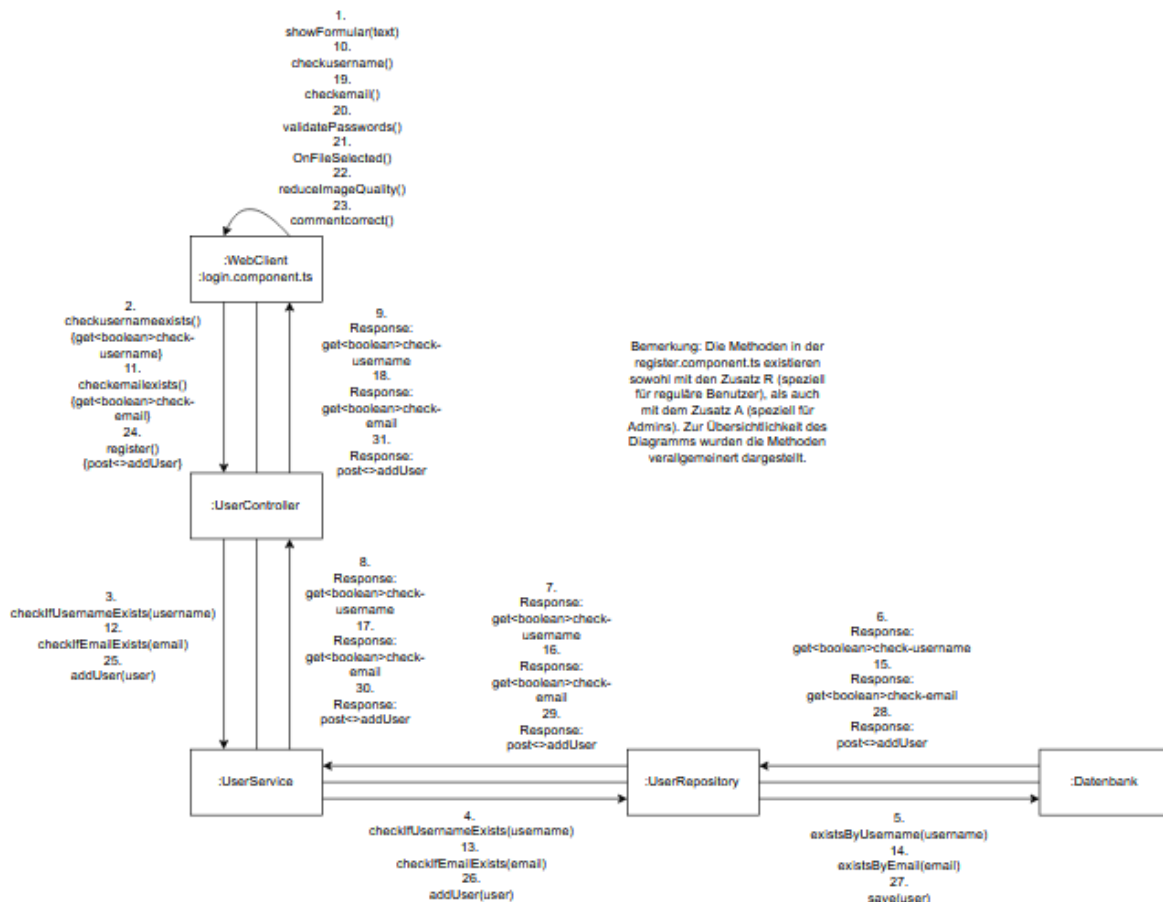 1.
showFormular(text)
10.
checkusername()
19.
checkemail()
20.
validatePasswords()
21.
OnFileSelected()
22.
reduceImageQuality()
23.
commentcorrect()
:WebClient
:login.component.ts
2.
checkusernameexists()
{get<boolean>check-
username}
11.
checkemailexists()
{get<boolean>check-
email}
24.
register()
{post<>addUser}
9.
Response:
get<boolean>check-
username
18.
Response:
get<boolean>check-
email
31.
Response:
post<>addUser
Bemerkung: Die Methoden in der
register.component.ts existieren
sowohl mit den Zusatz R (speziell
für reguläre Benutzer), als auch
mit dem Zusatz A (speziell für
Admins). Zur Übersichtlichkeit des
Diagramms wurden die Methoden
verallgemeinert dargestellt.
:UserController
3.
checkIfUsernameExists(username)
12.
checkIfEmailExists(email)
25.
addUser(user)
8.
Response:
get<boolean>check-
username
17.
Response:
get<boolean>check-
email
30.
Response:
post<>addUser
7.
Response:
get<boolean>check-
username
16.
Response:
get<boolean>check-
email
29.
Response:
post<>addUser
6.
Response:
get<boolean>check-username
15.
Response:
get<boolean>check-email
28.
Response:
post<>addUser
:UserService
:UserRepository
:Datenbank
4.
checkIfUsernameExists(username)
13.
checkIfEmailExists(email)
26.
addUser(user)
5.
existsByUsername(username)
14.
existsByEmail(email)
27.
save(user)